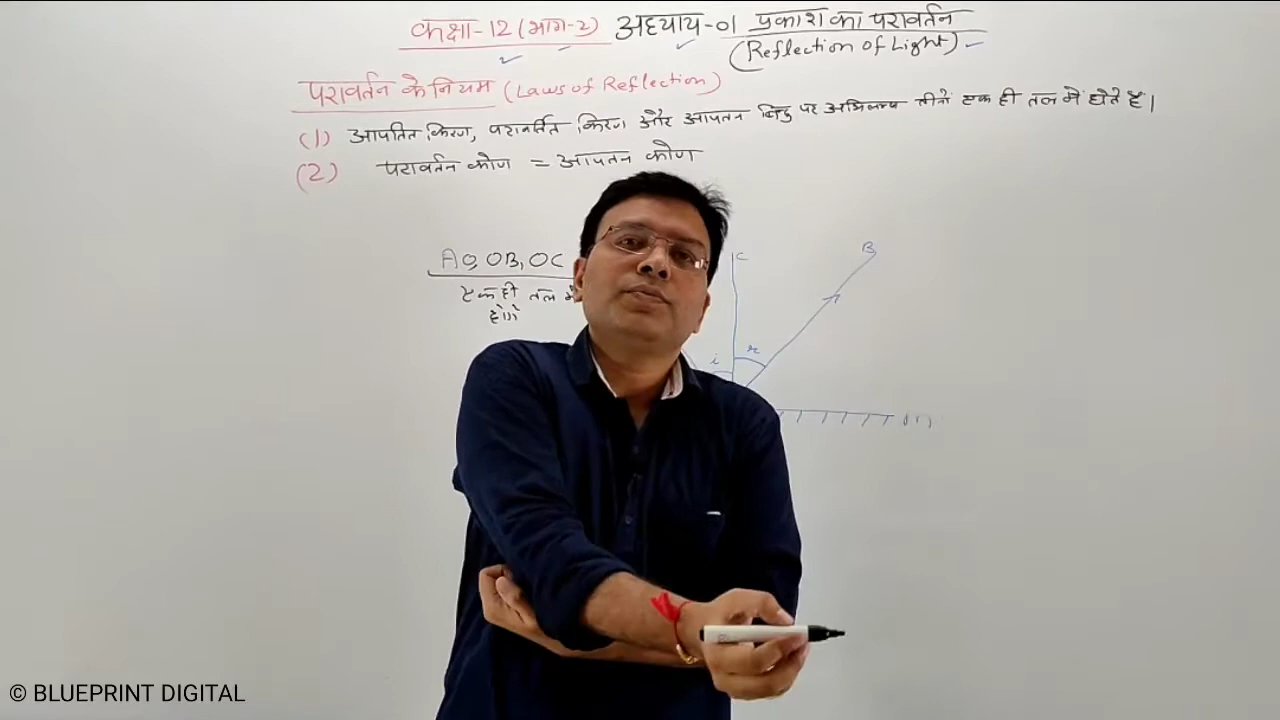 कक्षा-12 (भाग-2) अध्याय-01 प्रकाश का परावर्तन
(Reflection of Light)
परावर्तन के नियम (Laws of Reflection)
(1) आपतित किरण, परावर्तित किरण और आपतन बिंदु पर अभिलम्ब तीनों एक ही तल में होते हैं।
(2) परावर्तन कोण = आपतन कोण
AO, OB, OC
एक ही तल में
होंगे
C
B
i
r
© BLUEPRINT DIGITAL